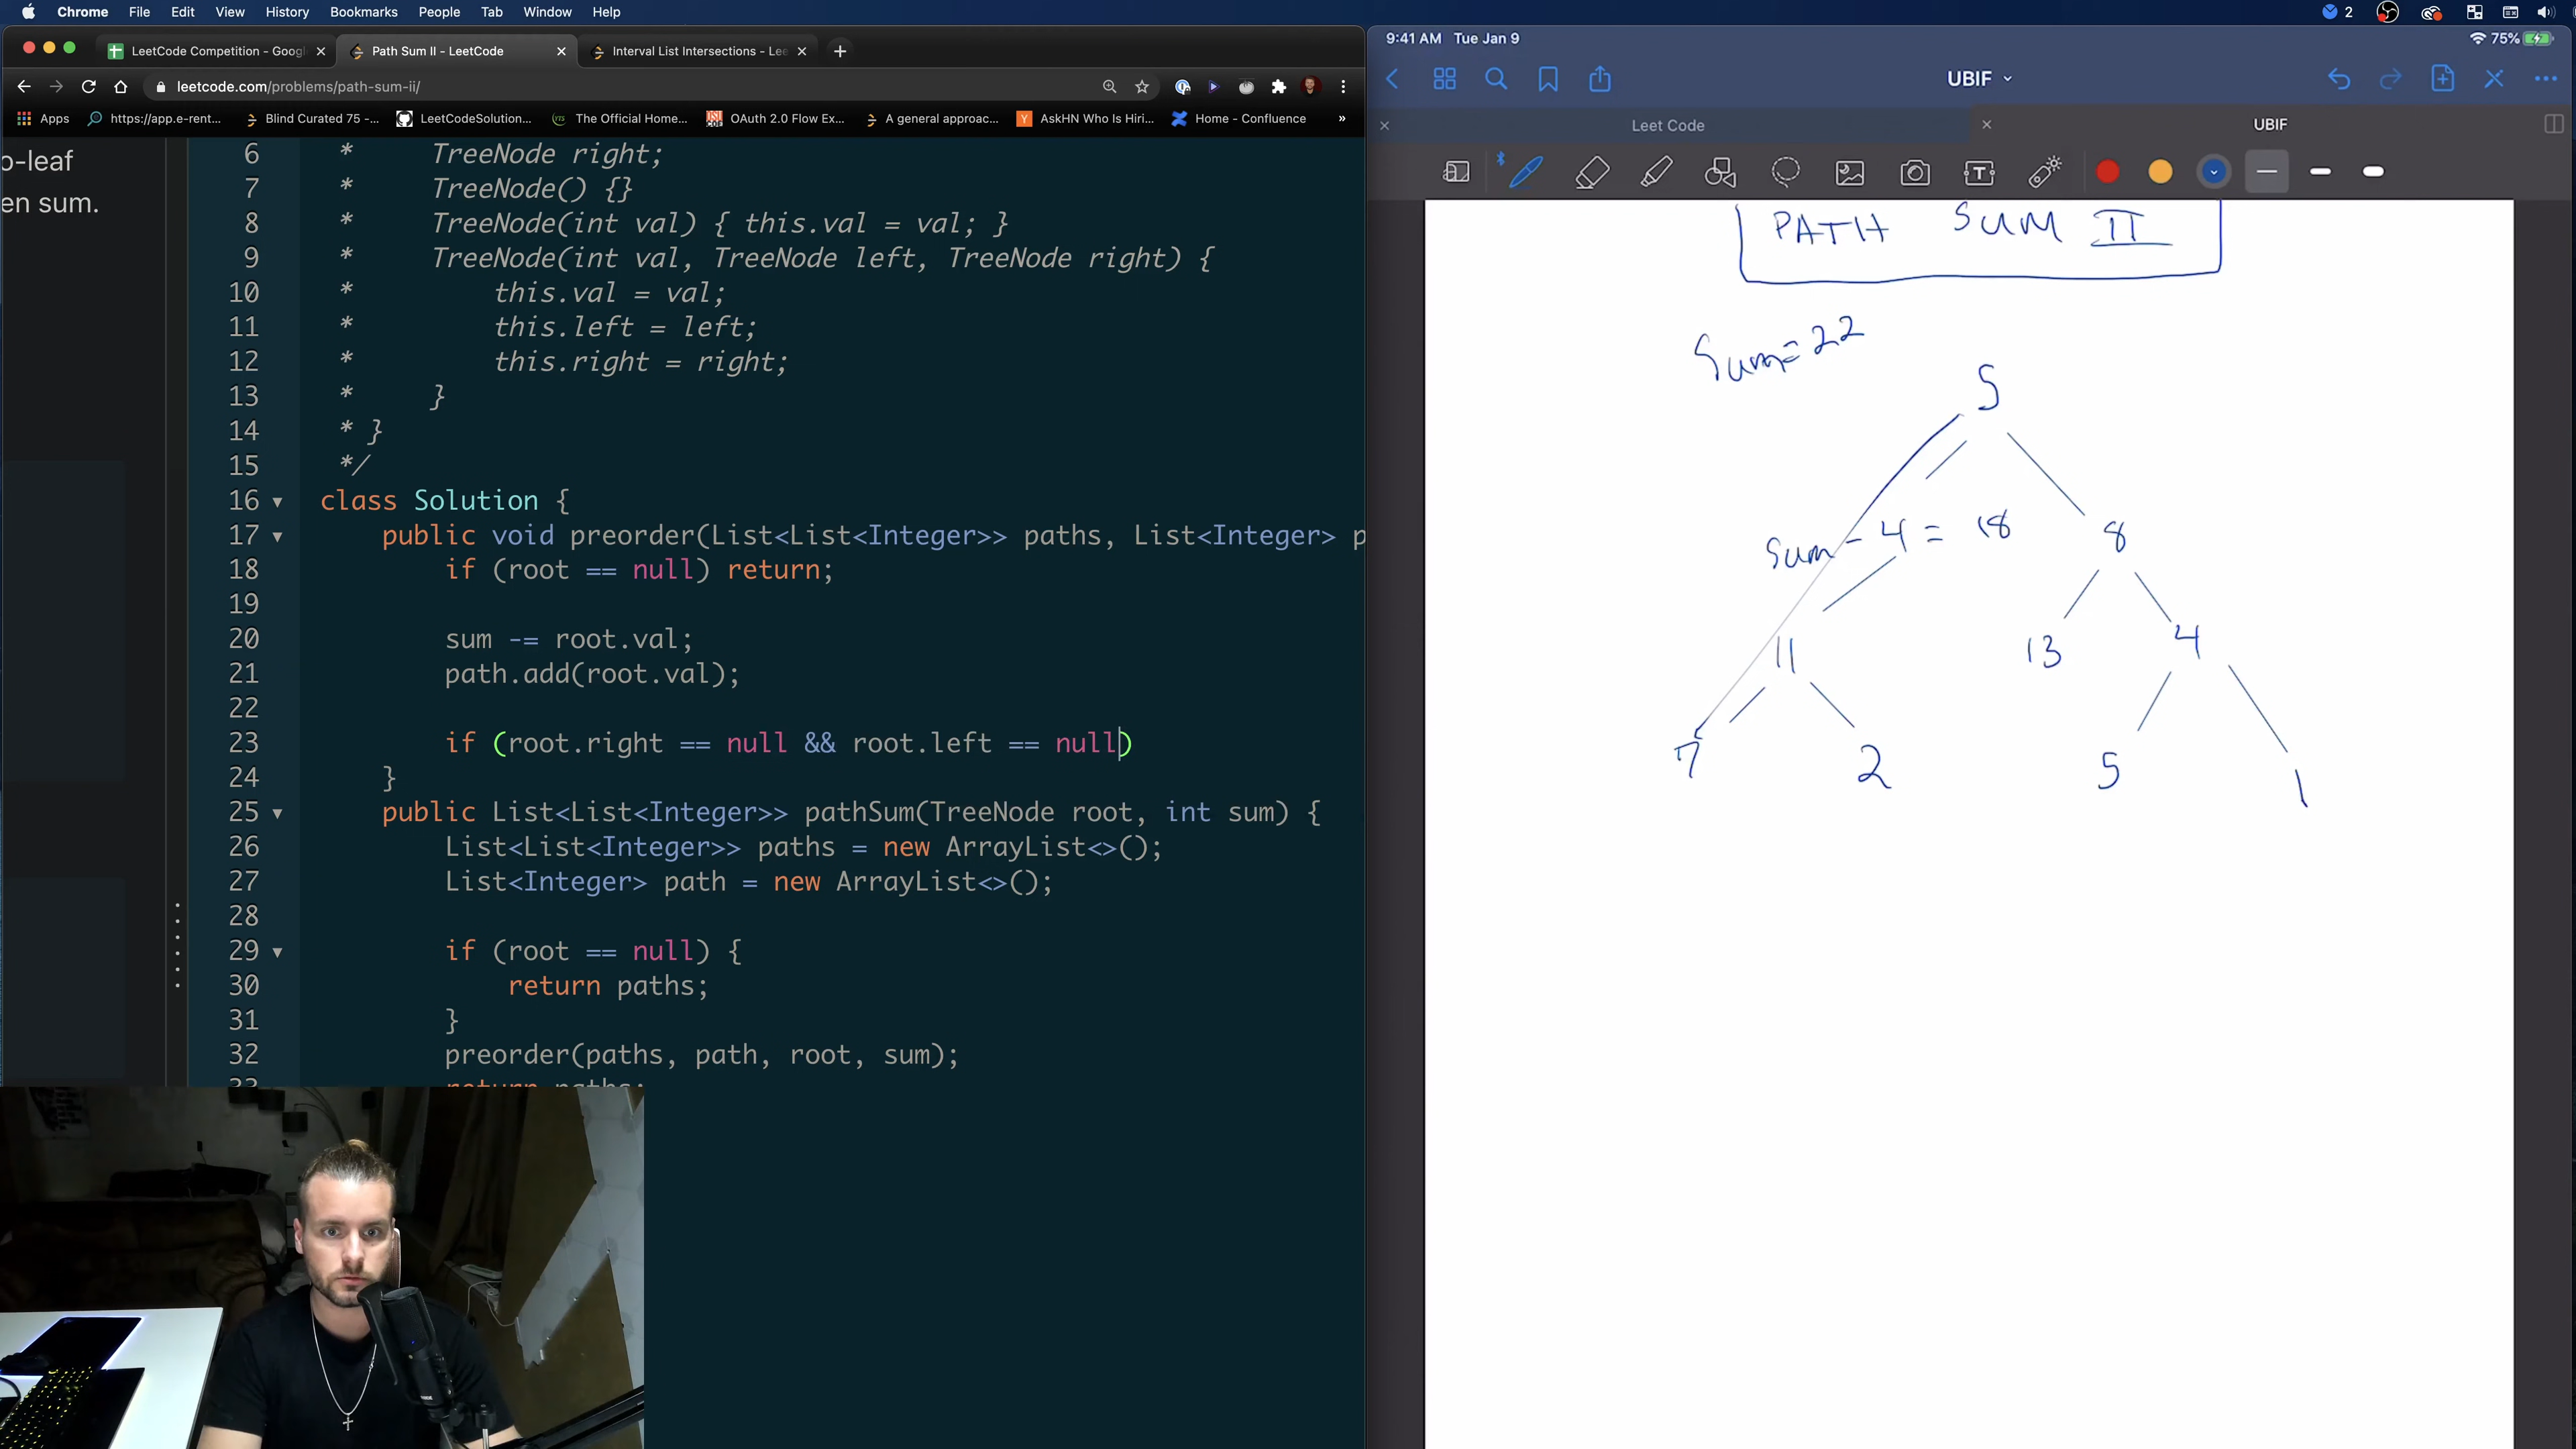 Chrome File Edit View History Bookmarks People Tab Window Help
2
LeetCode Competition - Googl
Path Sum II - LeetCode
Interval List Intersections - Lee
leetcode.com/problems/path-sum-ii/
Apps https://app.e-rent... Blind Curated 75 -... LeetCodeSolution... The Official Home... OAuth 2.0 Flow Ex... A general approac... AskHN Who Is Hiri... Home - Confluence »
o-leaf
en sum.
6 * TreeNode right;
7 * TreeNode() {}
8 * TreeNode(int val) { this.val = val; }
9 * TreeNode(int val, TreeNode left, TreeNode right) {
10 * this.val = val;
11 * this.left = left;
12 * this.right = right;
13 * }
14 * }
15 */
16 class Solution {
17 public void preorder(List<List<Integer>> paths, List<Integer> p
18 if (root == null) return;
19
20 sum -= root.val;
21 path.add(root.val);
22
23 if (root.right == null && root.left == null)
24 }
25 public List<List<Integer>> pathSum(TreeNode root, int sum) {
26 List<List<Integer>> paths = new ArrayList<>();
27 List<Integer> path = new ArrayList<>();
28
29 if (root == null) {
30 return paths;
31 }
32 preorder(paths, path, root, sum);
33 return paths;
9:41 AM Tue Jan 9
75%
UBIF
Leet Code
UBIF
PATH SUM II
Sum=22
5
Sum - 4 = 18
8
11
13
4
7
2
5
1